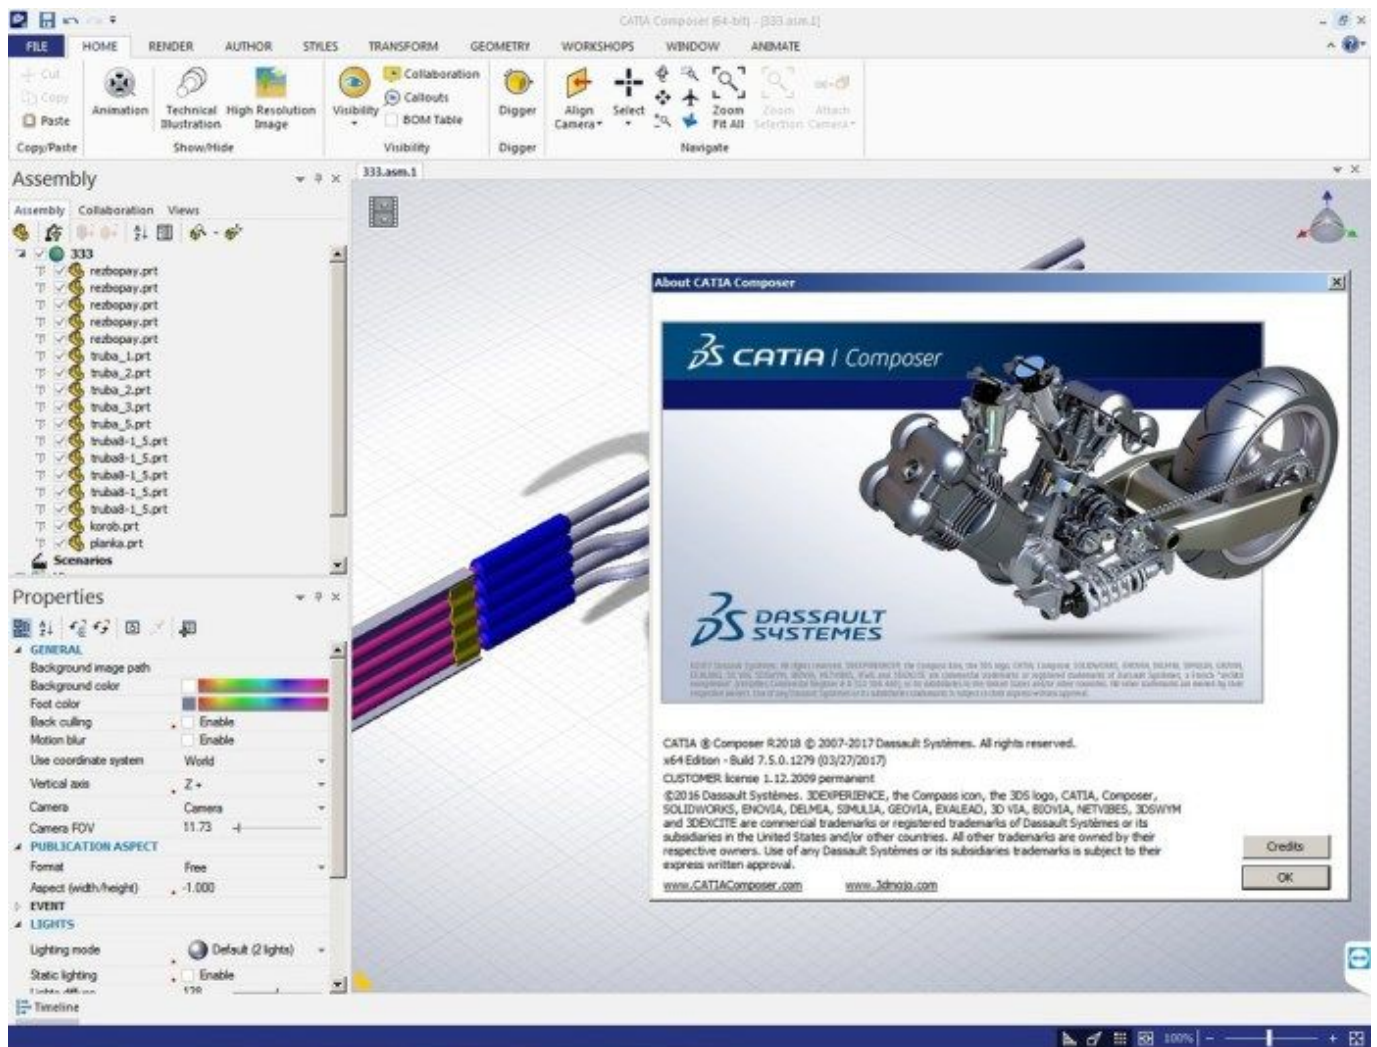 CATIA Composer (64-bit) - [333.asm.1]
FILE HOME RENDER AUTHOR STYLES TRANSFORM GEOMETRY WORKSHOPS WINDOW ANIMATE
Cut
Copy
Paste
Animation
Technical Illustration
High Resolution Image
Visibility
Collaboration
Callouts
BOM Table
Digger
Align Camera
Select
Zoom Fit All
Zoom Selection
Attach Camera
Copy/Paste Show/Hide Visibility Digger Navigate
Assembly
333.asm.1
Assembly Collaboration Views
333
rezbopay.prt
rezbopay.prt
rezbopay.prt
rezbopay.prt
rezbopay.prt
truba_1.prt
truba_2.prt
truba_2.prt
truba_3.prt
truba_5.prt
truba8-1_5.prt
truba8-1_5.prt
truba8-1_5.prt
truba8-1_5.prt
truba8-1_5.prt
korob.prt
planka.prt
Scenarios
Properties
GENERAL
Background image path
Background color
Foot color
Back culling Enable
Motion blur Enable
Use coordinate system World
Vertical axis Z +
Camera Camera
Camera FOV 11.73
PUBLICATION ASPECT
Format Free
Aspect (width/height) -1.000
EVENT
LIGHTS
Lighting mode Default (2 lights)
Static lighting Enable
Lights diffuse 128
Timeline
About CATIA Composer
3DS CATIA | Composer
3DS DASSAULT SYSTEMES
CATIA ® Composer R2018 © 2007-2017 Dassault Systèmes. All rights reserved.
x64 Edition - Build 7.5.0.1279 (03/27/2017)
CUSTOMER license 1.12.2009 permanent
©2016 Dassault Systèmes. 3DEXPERIENCE, the Compass icon, the 3DS logo, CATIA, Composer,
SOLIDWORKS, ENOVIA, DELMIA, SIMULIA, GEOVIA, EXALEAD, 3D VIA, BIOVIA, NETVIBES, 3DSWYM
and 3DEXCITE are commercial trademarks or registered trademarks of Dassault Systèmes or its
subsidiaries in the United States and/or other countries. All other trademarks are owned by their
respective owners. Use of any Dassault Systèmes or its subsidiaries trademarks is subject to their
express written approval.
www.CATIAComposer.com www.3dmojo.com
Credits
OK
100%